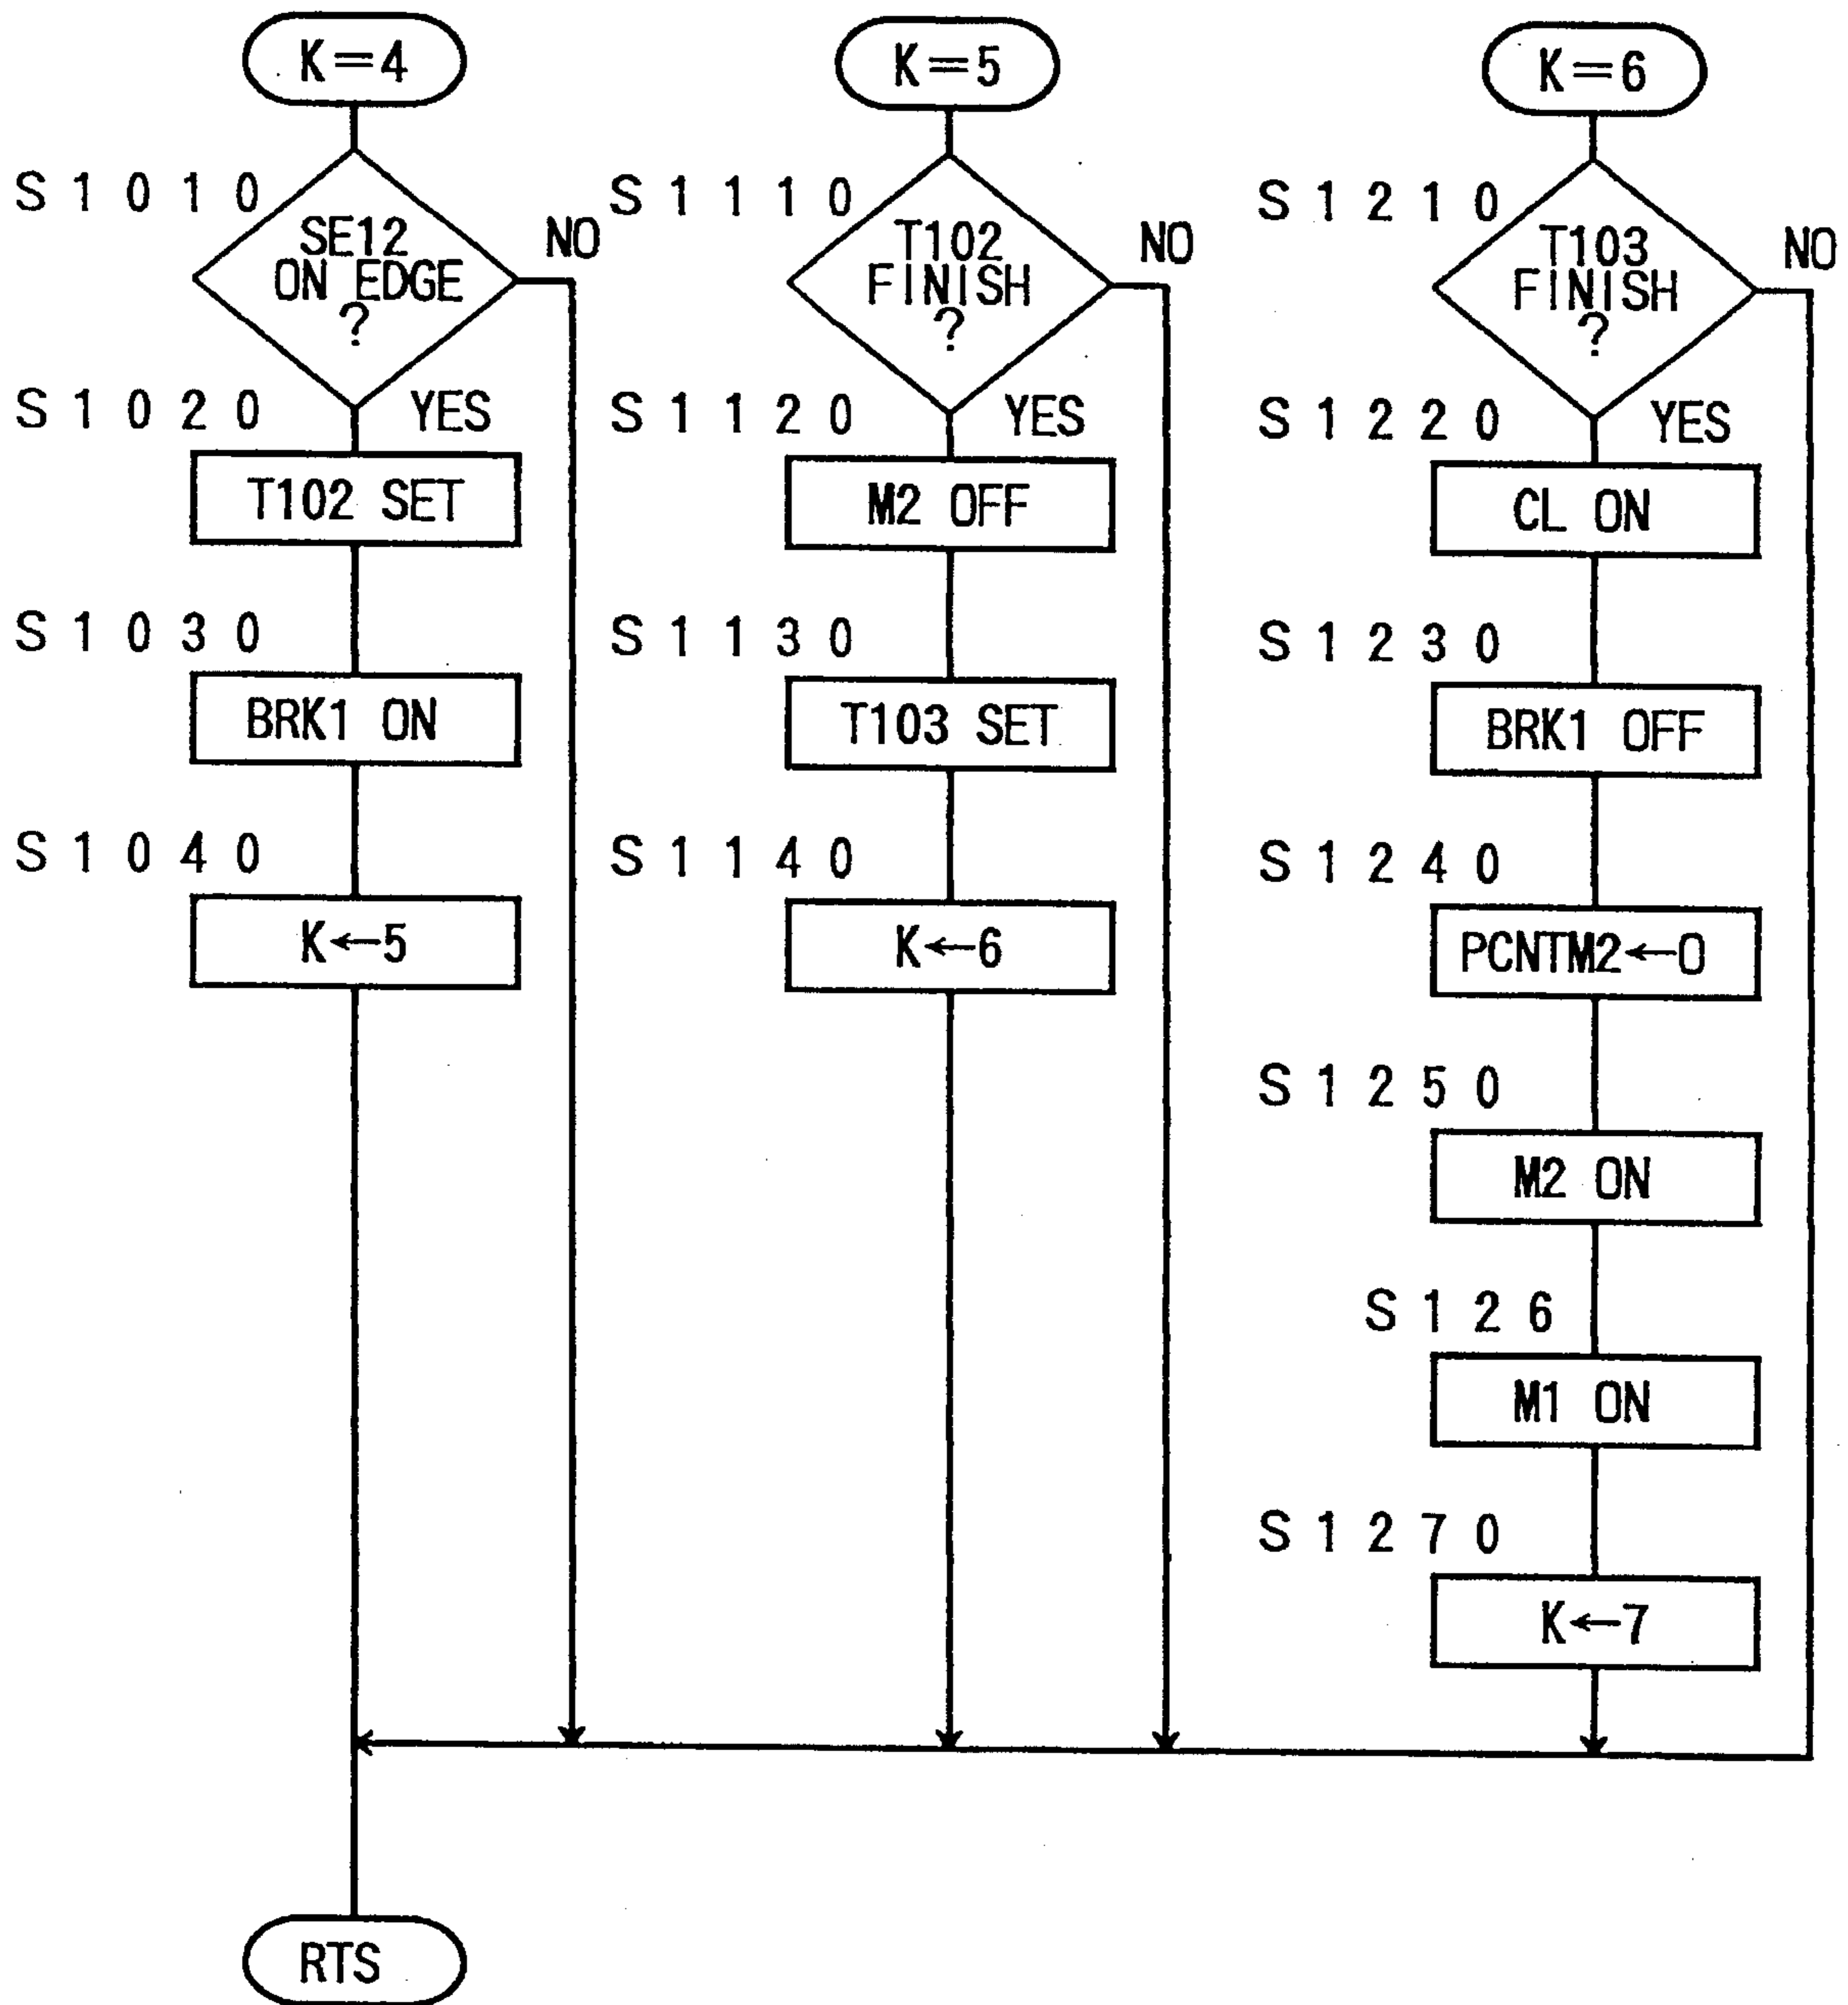 K=4
S1010
SE12
ON EDGE
?
NO
S1020
YES
T102 SET
S1030
BRK1 ON
S1040
K←5
K=5
S1110
T102
FINISH
?
NO
S1120
YES
M2 OFF
S1130
T103 SET
S1140
K←6
K=6
S1210
T103
FINISH
?
NO
S1220
YES
CL ON
S1230
BRK1 OFF
S1240
PCNTM2←0
S1250
M2 ON
S126
M1 ON
S1270
K←7
RTS